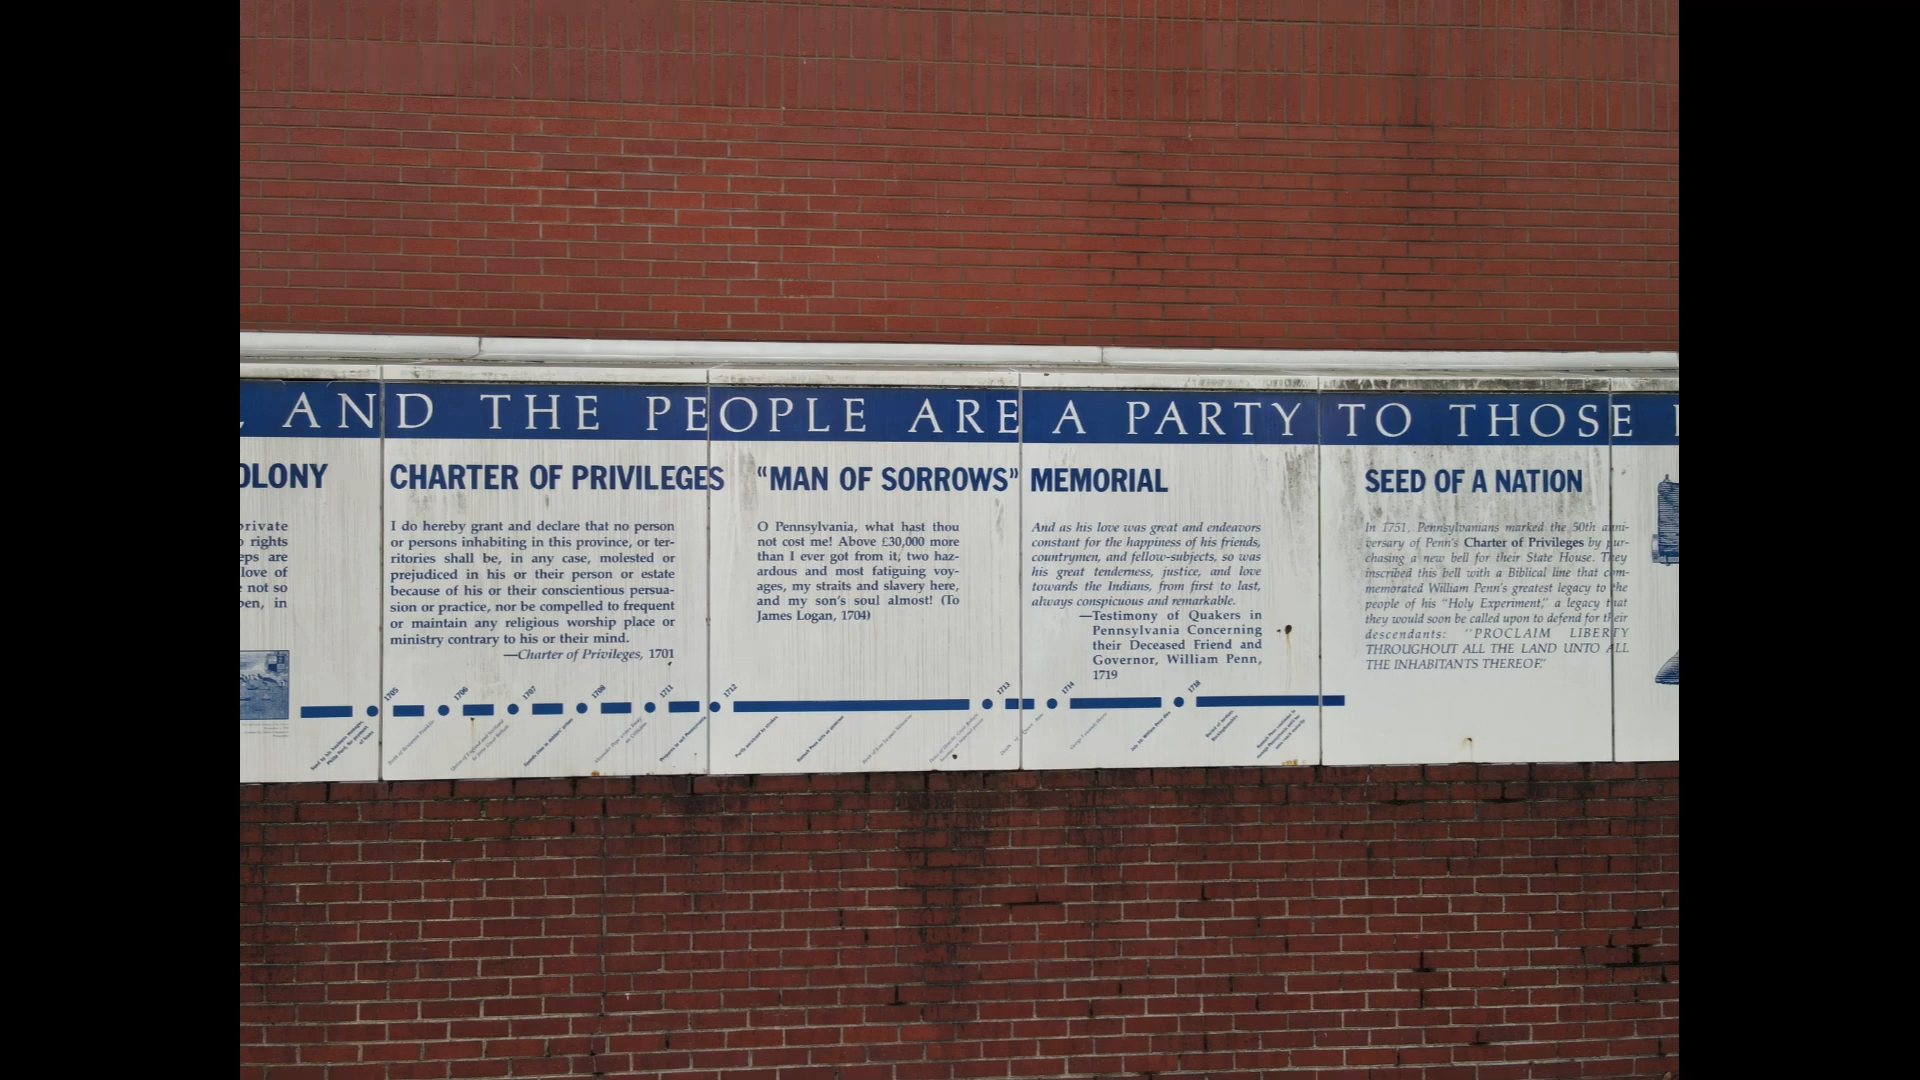 AND THE PEOPLE ARE A PARTY TO THOSE
OLONY
private
rights
eps are
love of
not so
pen, in
CHARTER OF PRIVILEGES
I do hereby grant and declare that no person
or persons inhabiting in this province, or ter-
ritories shall be, in any case, molested or
prejudiced in his or their person or estate
because of his or their conscientious persua-
sion or practice, nor be compelled to frequent
or maintain any religious worship place or
ministry contrary to his or their mind.
—Charter of Privileges, 1701
"MAN OF SORROWS"
O Pennsylvania, what hast thou
not cost me! Above £30,000 more
than I ever got from it, two haz-
ardous and most fatiguing voy-
ages, my straits and slavery here,
and my son's soul almost! (To
James Logan, 1704)
MEMORIAL
And as his love was great and endeavors
constant for the happiness of his friends,
countrymen, and fellow-subjects, so was
his great tenderness, justice, and love
towards the Indians, from first to last,
always conspicuous and remarkable.
—Testimony of Quakers in
Pennsylvania Concerning
their Deceased Friend and
Governor, William Penn,
1719
SEED OF A NATION
In 1751, Pennsylvanians marked the 50th anni-
versary of Penn's Charter of Privileges by pur-
chasing a new bell for their State House. They
inscribed this bell with a Biblical line that com-
memorated William Penn's greatest legacy to the
people of his "Holy Experiment," a legacy that
they would soon be called upon to defend for their
descendants: "PROCLAIM LIBERTY
THROUGHOUT ALL THE LAND UNTO ALL
THE INHABITANTS THEREOF."
1705
1706
1707
1708
1711
1712
1713
1714
1718